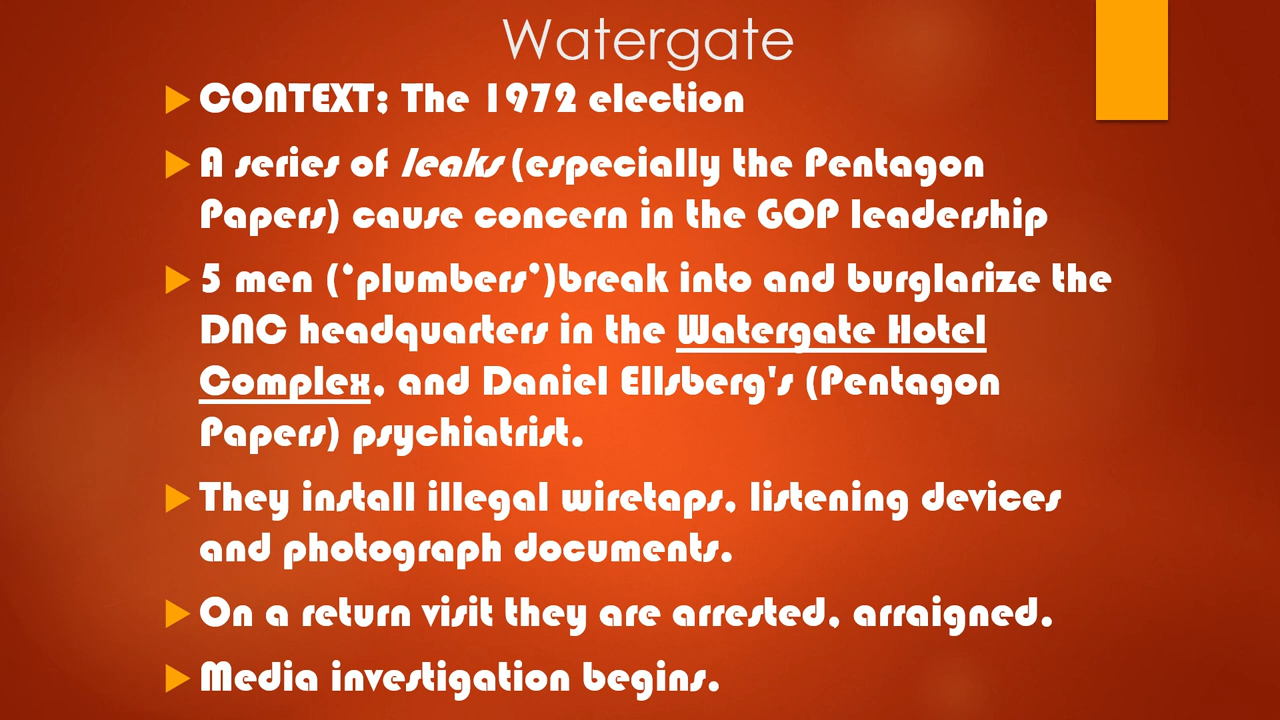 Watergate
CONTEXT; The 1972 election
A series of leaks (especially the Pentagon
Papers) cause concern in the GOP leadership
5 men (‘plumbers’)break into and burglarize the
DNC headquarters in the Watergate Hotel
Complex, and Daniel Ellsberg's (Pentagon
Papers) psychiatrist.
They install illegal wiretaps, listening devices
and photograph documents.
On a return visit they are arrested, arraigned.
Media investigation begins.